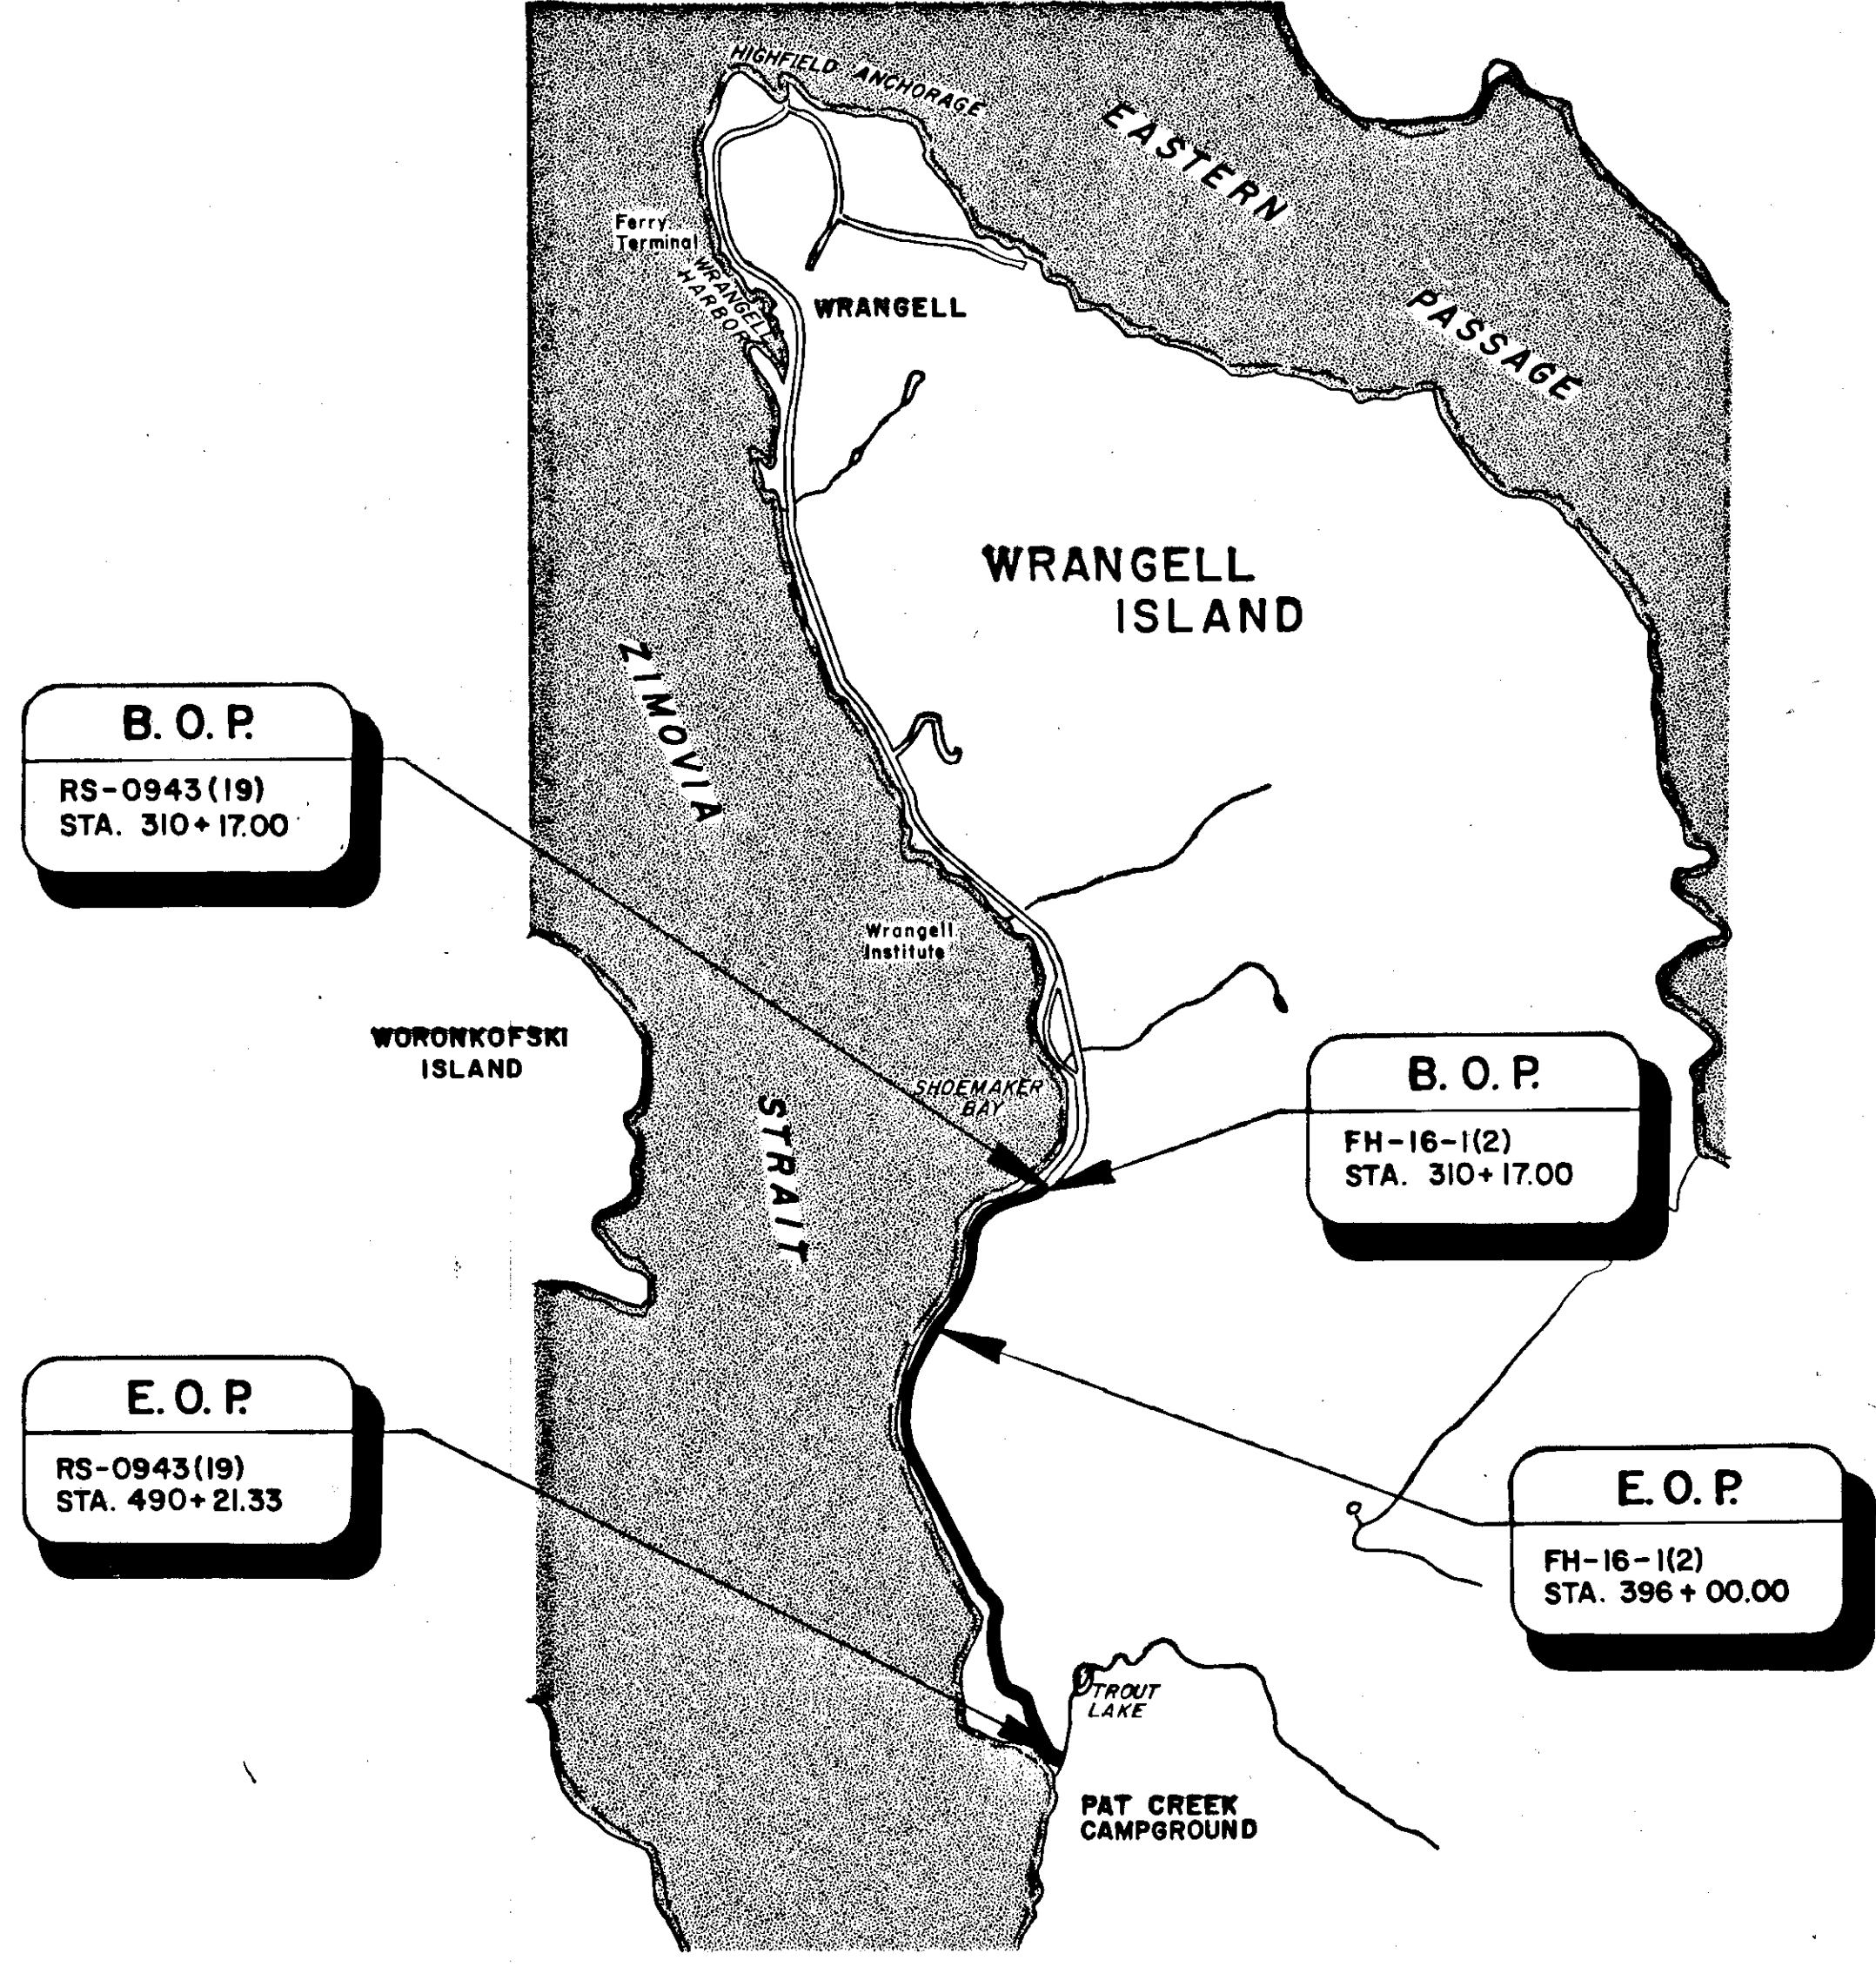 HIGHFIELD ANCHORAGE
EASTERN
PASSAGE
Ferry
Terminal
WRANGELL
HARBOR
WRANGELL
WRANGELL
ISLAND
ZIMOVIA
STRAIT
B. O. P.
RS-0943(19)
STA. 310+17.00
Wrangell
Institute
WORONKOFSKI
ISLAND
SHOEMAKER
BAY
B. O. P.
FH-16-1(2)
STA. 310+17.00
E. O. P.
RS-0943(19)
STA. 490+21.33
E. O. P.
FH-16-1(2)
STA. 396+00.00
TROUT
LAKE
PAT CREEK
CAMPGROUND